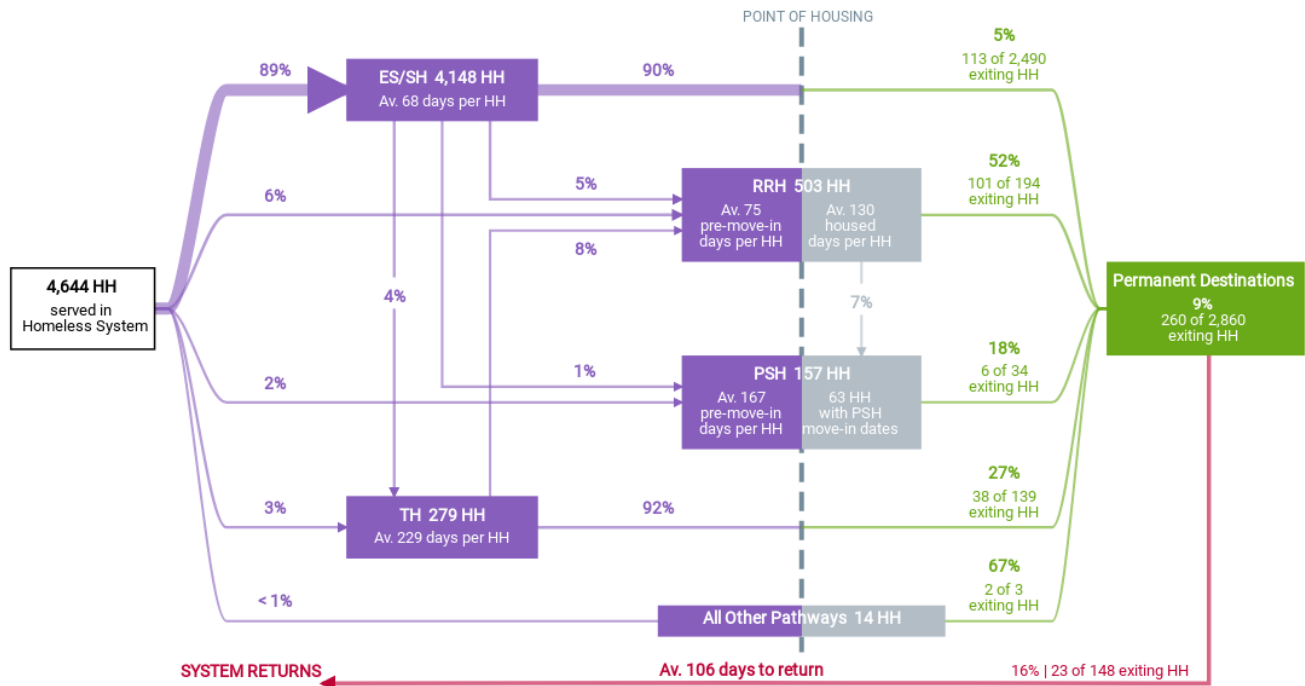 POINT OF HOUSING
5%
113 of 2,490
exiting HH
89%
ES/SH 4,148 HH
Av. 68 days per HH
90%
52%
101 of 194
exiting HH
6%
5%
RRH 503 HH
Av. 75
pre-move-in
days per HH
Av. 130
housed
days per HH
8%
4,644 HH
served in
Homeless System
4%
7%
Permanent Destinations
9%
260 of 2,860
exiting HH
18%
6 of 34
exiting HH
2%
1%
PSH 157 HH
Av. 167
pre-move-in
days per HH
63 HH
with PSH
move-in dates
27%
38 of 139
exiting HH
3%
TH 279 HH
Av. 229 days per HH
92%
67%
2 of 3
exiting HH
< 1%
All Other Pathways 14 HH
SYSTEM RETURNS
Av. 106 days to return
16% | 23 of 148 exiting HH